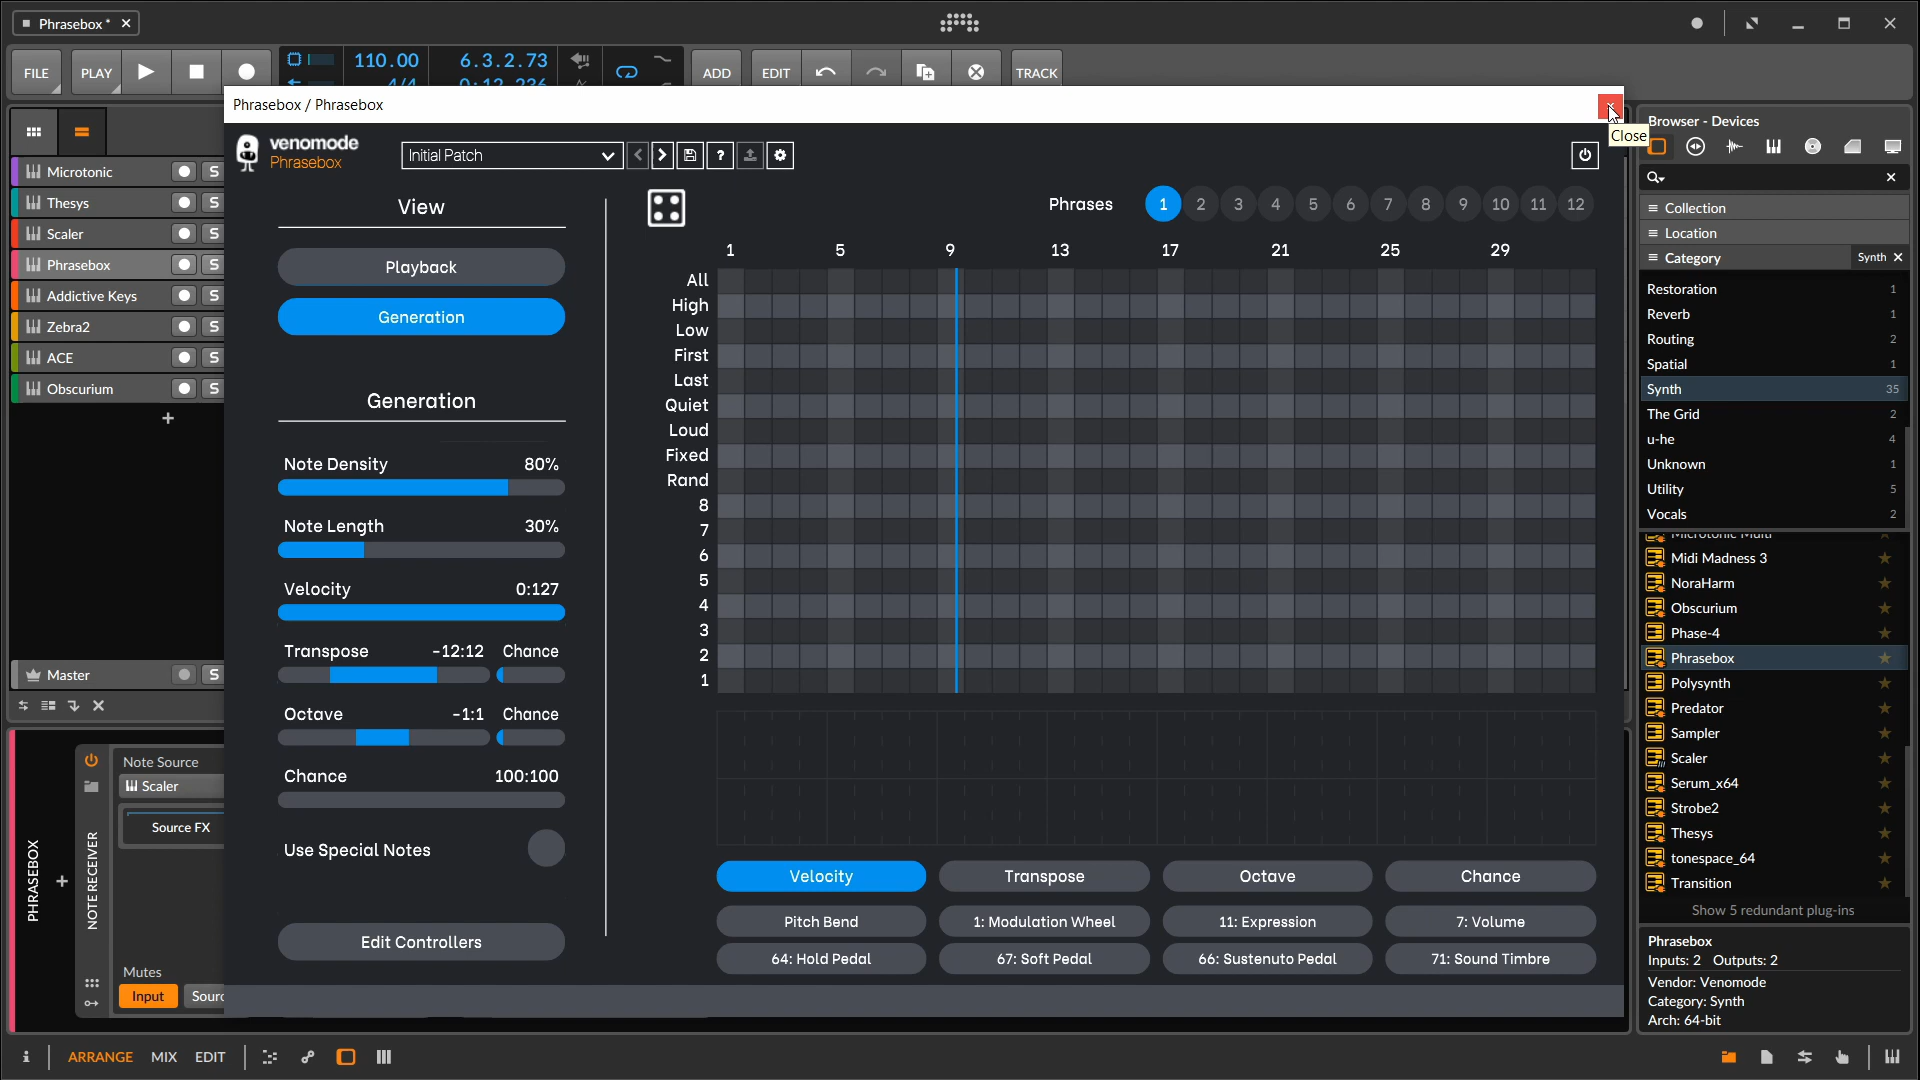 Phrasebox *
FILE
PLAY
110.00
6.3.2.73
4/4
0:12.236
ADD
EDIT
TRACK
Phrasebox / Phrasebox
Close
venomode
Phrasebox
Initial Patch
?
Microtonic S
Thesys S
Scaler S
Phrasebox S
Addictive Keys S
Zebra2 S
ACE S
Obscurium S
+
Master S
View
Playback
Generation
Generation
Note Density 80%
Note Length 30%
Velocity 0:127
Transpose -12:12 Chance
Octave -1:1 Chance
Chance 100:100
Use Special Notes
Edit Controllers
Phrases 1 2 3 4 5 6 7 8 9 10 11 12
1 5 9 13 17 21 25 29
All
High
Low
First
Last
Quiet
Loud
Fixed
Rand
8
7
6
5
4
3
2
1
Velocity Transpose Octave Chance
Pitch Bend 1: Modulation Wheel 11: Expression 7: Volume
64: Hold Pedal 67: Soft Pedal 66: Sustenuto Pedal 71: Sound Timbre
PHRASEBOX
+
NOTE RECEIVER
Note Source
Scaler
Source FX
Mutes
Input Sourc
Browser - Devices
Collection
Location
Category Synth
Restoration 1
Reverb 1
Routing 2
Spatial 1
Synth 35
The Grid 2
u-he 4
Unknown 1
Utility 5
Vocals 2
Microtonic Multi
Midi Madness 3
NoraHarm
Obscurium
Phase-4
Phrasebox
Polysynth
Predator
Sampler
Scaler
Serum_x64
Strobe2
Thesys
tonespace_64
Transition
Show 5 redundant plug-ins
Phrasebox
Inputs: 2 Outputs: 2
Vendor: Venomode
Category: Synth
Arch: 64-bit
i ARRANGE MIX EDIT